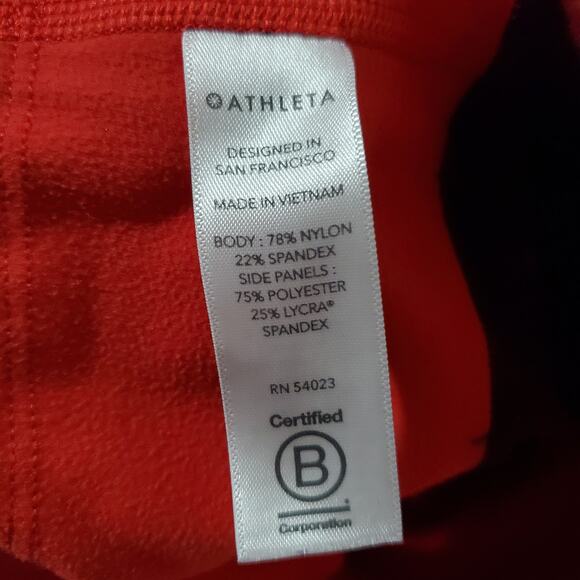 ATHLETA
DESIGNED IN
SAN FRANCISCO
MADE IN VIETNAM
BODY : 78% NYLON
22% SPANDEX
SIDE PANELS :
75% POLYESTER
25% LYCRA®
SPANDEX
RN 54023
Certified
B
Corporation